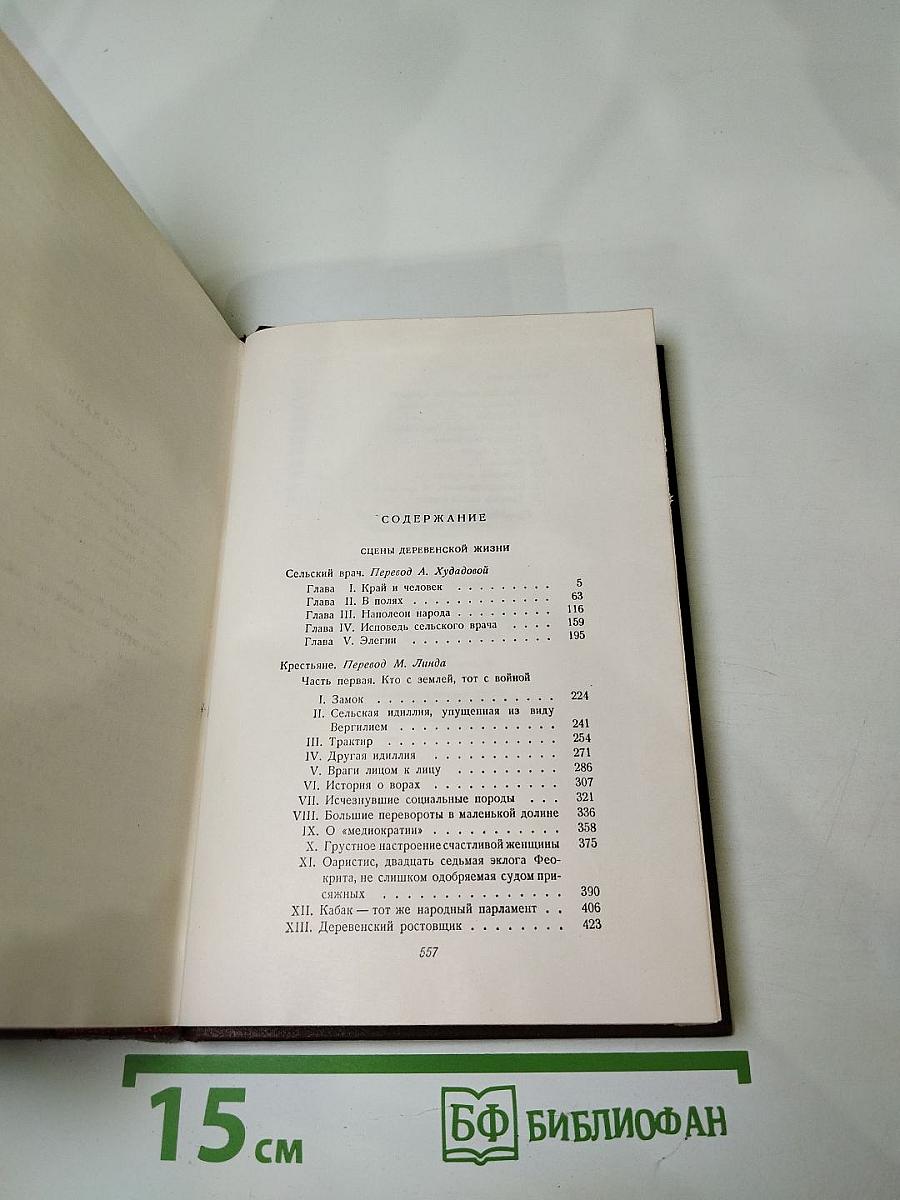 СОДЕРЖАНИЕ
СЦЕНЫ ДЕРЕВЕНСКОЙ ЖИЗНИ
Сельский врач. Перевод А. Худадовой
Глава I. Край и человек . . . . . . . . . 5
Глава II. В полях . . . . . . . . . . . . . 63
Глава III. Наполеон народа . . . . . . . . . 116
Глава IV. Исповедь сельского врача . . . . 159
Глава V. Элегии . . . . . . . . . . . . . 195
Крестьяне. Перевод М. Линда
Часть первая. Кто с землей, тот с войной
I. Замок . . . . . . . . . . . . . . . . 224
II. Сельская идиллия, упущенная из виду
Вергилием . . . . . . . . . . . . . . 241
III. Трактир . . . . . . . . . . . . . . . 254
IV. Другая идиллия . . . . . . . . . . . 271
V. Враги лицом к лицу . . . . . . . . . 286
VI. История о ворах . . . . . . . . . . . 307
VII. Исчезнувшие социальные породы . . . 321
VIII. Большие перевороты в маленькой долине 336
IX. О «медиократии» . . . . . . . . . . . 358
X. Грустное настроение счастливой женщины 375
XI. Оаристис, двадцать седьмая эклога Фео-
крита, не слишком одобряемая судом при-
сяжных . . . . . . . . . . . . . . . 390
XII. Кабак — тот же народный парламент . . 406
XIII. Деревенский ростовщик . . . . . . . . 423
557
15 см
БФ БИБЛИОФАН